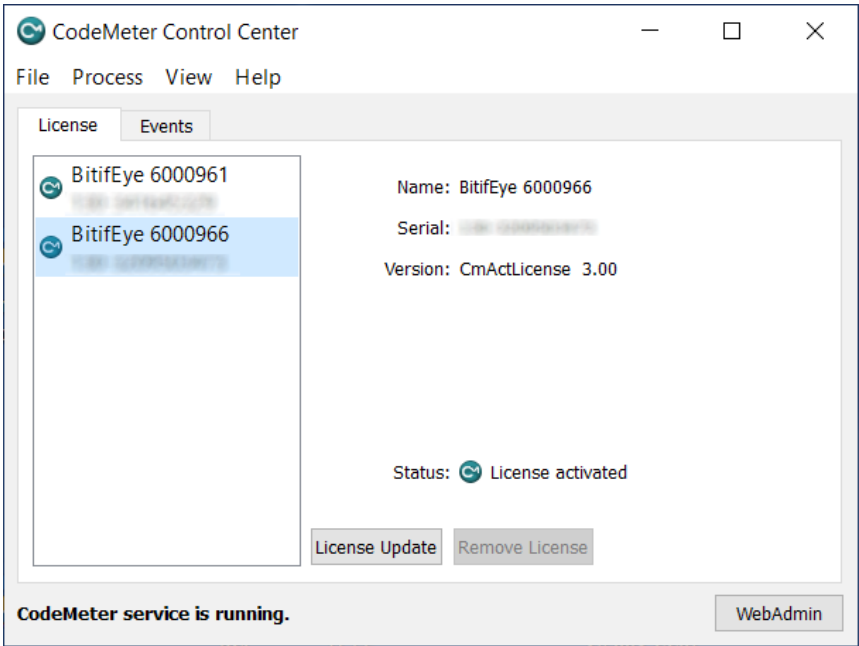 CodeMeter Control Center
File Process View Help
License Events
BitifEye 6000961
BitifEye 6000966
Name: BitifEye 6000966
Serial:
Version: CmActLicense 3.00
Status: License activated
License Update Remove License
CodeMeter service is running.
WebAdmin